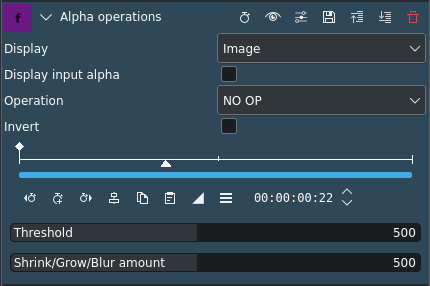 f Alpha operations
Display Image
Display input alpha
Operation NO OP
Invert
00:00:00:22
Threshold 500
Shrink/Grow/Blur amount 500